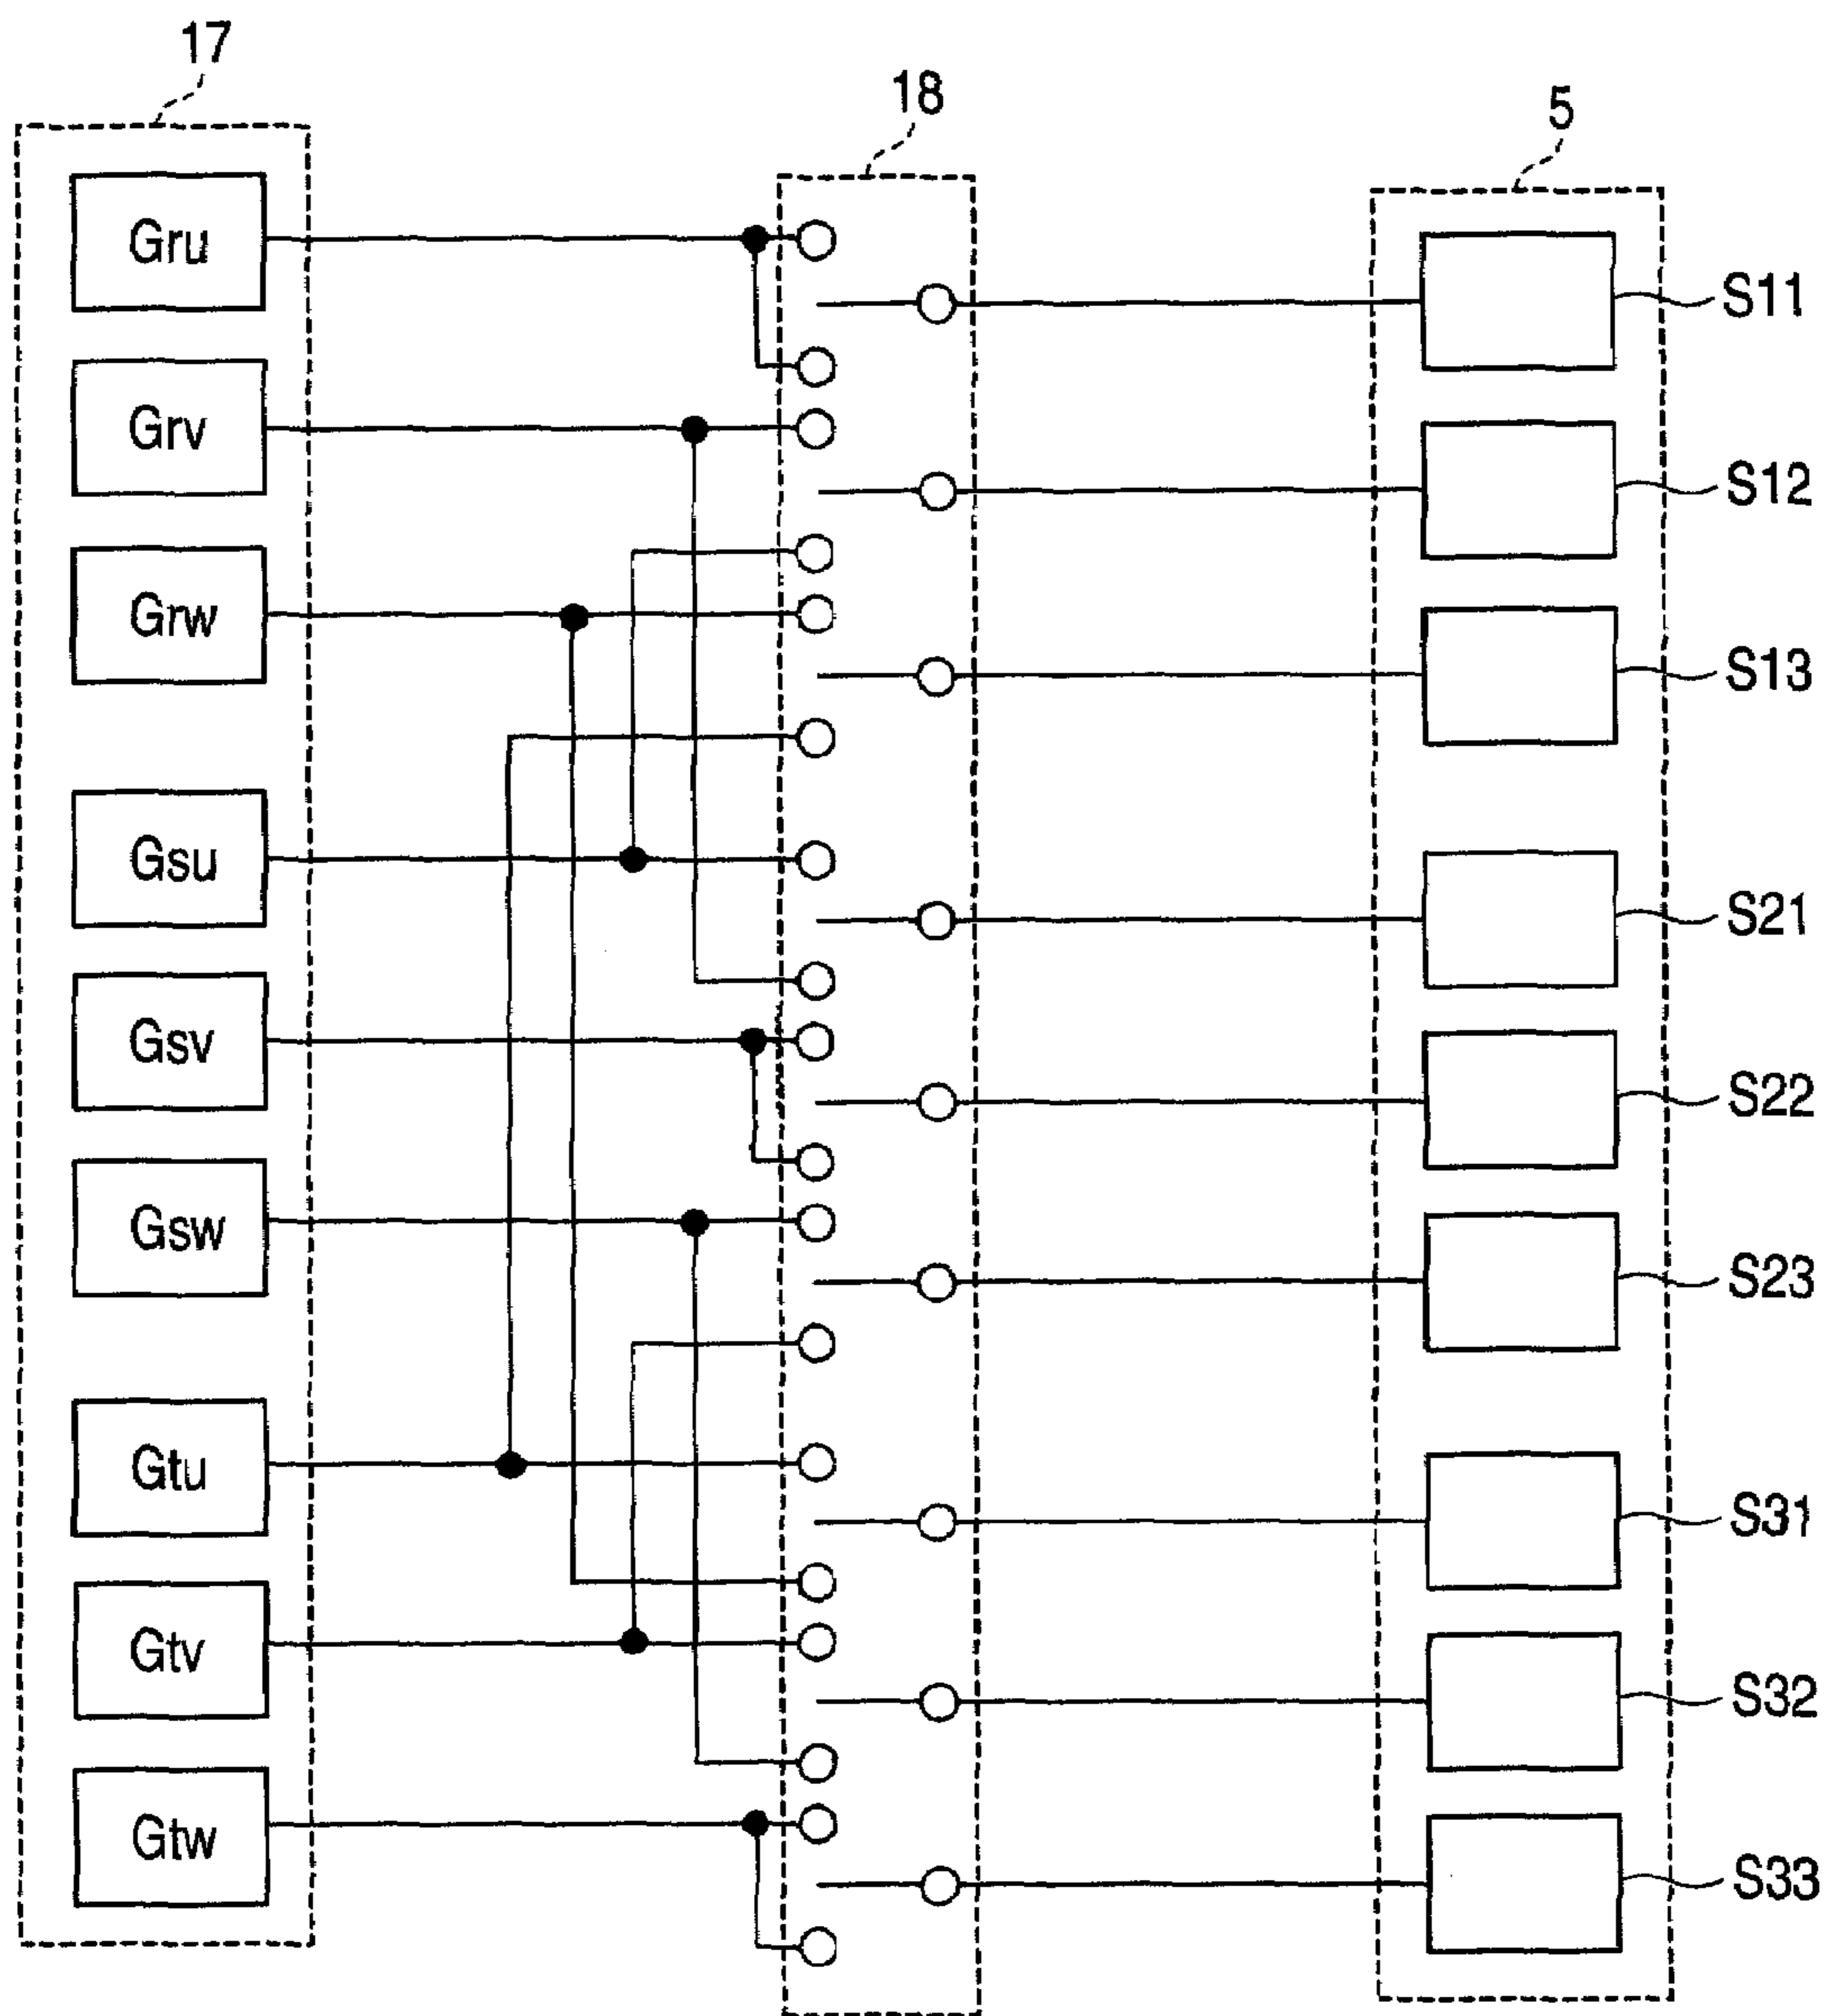 17
18
5
Gru
S11
Grv
S12
Grw
S13
Gsu
S21
Gsv
S22
Gsw
S23
Gtu
S31
Gtv
S32
Gtw
S33